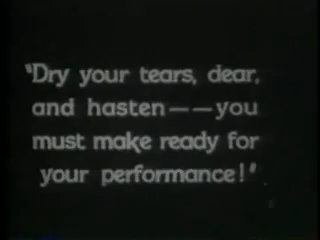 "Dry your tears, dear,
and hasten——you
must make ready for
your performance!"